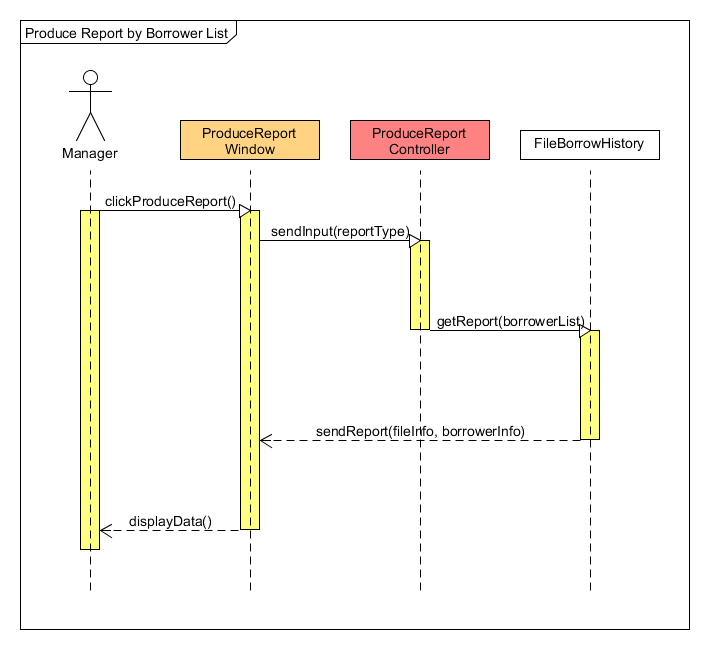 Produce Report by Borrower List
Manager
ProduceReport
Window
ProduceReport
Controller
FileBorrowHistory
clickProduceReport()
sendInput(reportType)
getReport(borrowerList)
sendReport(fileInfo, borrowerInfo)
displayData()